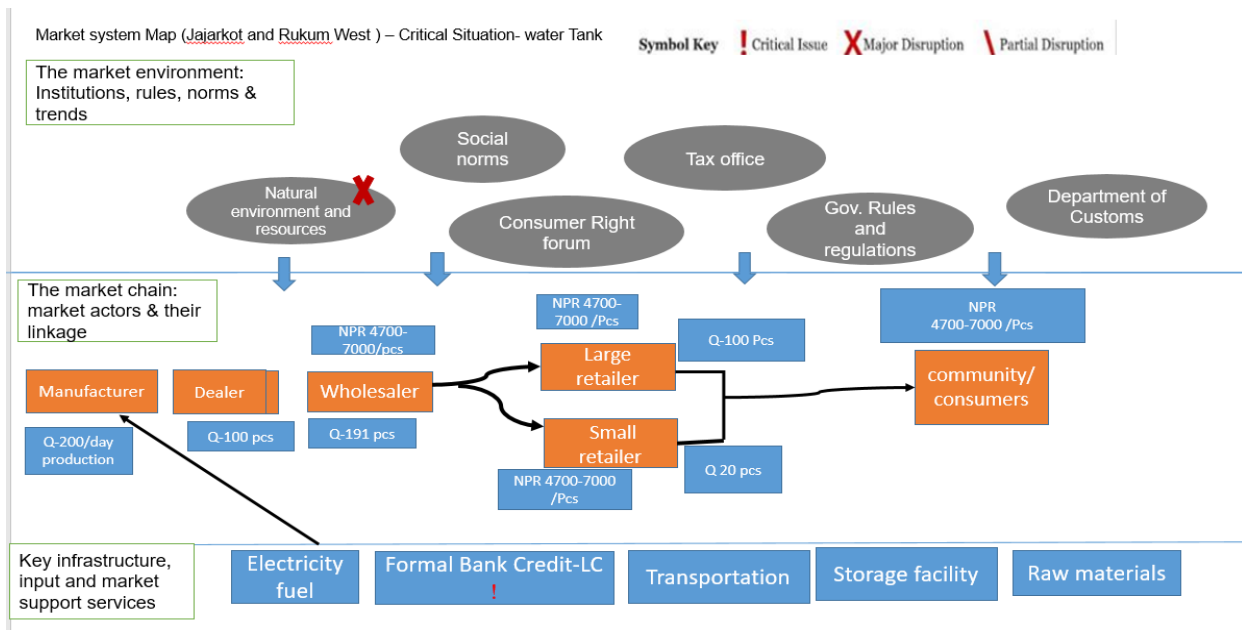 Market system Map (Jajarkot and Rukum West ) – Critical Situation- water Tank
Symbol Key ! Critical Issue X Major Disruption \ Partial Disruption
The market environment:
Institutions, rules, norms &
trends
Social
norms
Tax office
Natural
environment and
resources
Consumer Right
forum
Gov. Rules
and
regulations
Department of
Customs
The market chain:
market actors & their
linkage
NPR 4700-
7000/pcs
NPR 4700-
7000 /Pcs
Q-100 Pcs
NPR
4700-7000 /Pcs
Manufacturer
Dealer
Wholesaler
Large
retailer
community/
consumers
Q-200/day
production
Q-100 pcs
Q-191 pcs
Small
retailer
NPR 4700-7000
/Pcs
Q 20 pcs
Key infrastructure,
input and market
support services
Electricity
fuel
Formal Bank Credit-LC
!
Transportation
Storage facility
Raw materials